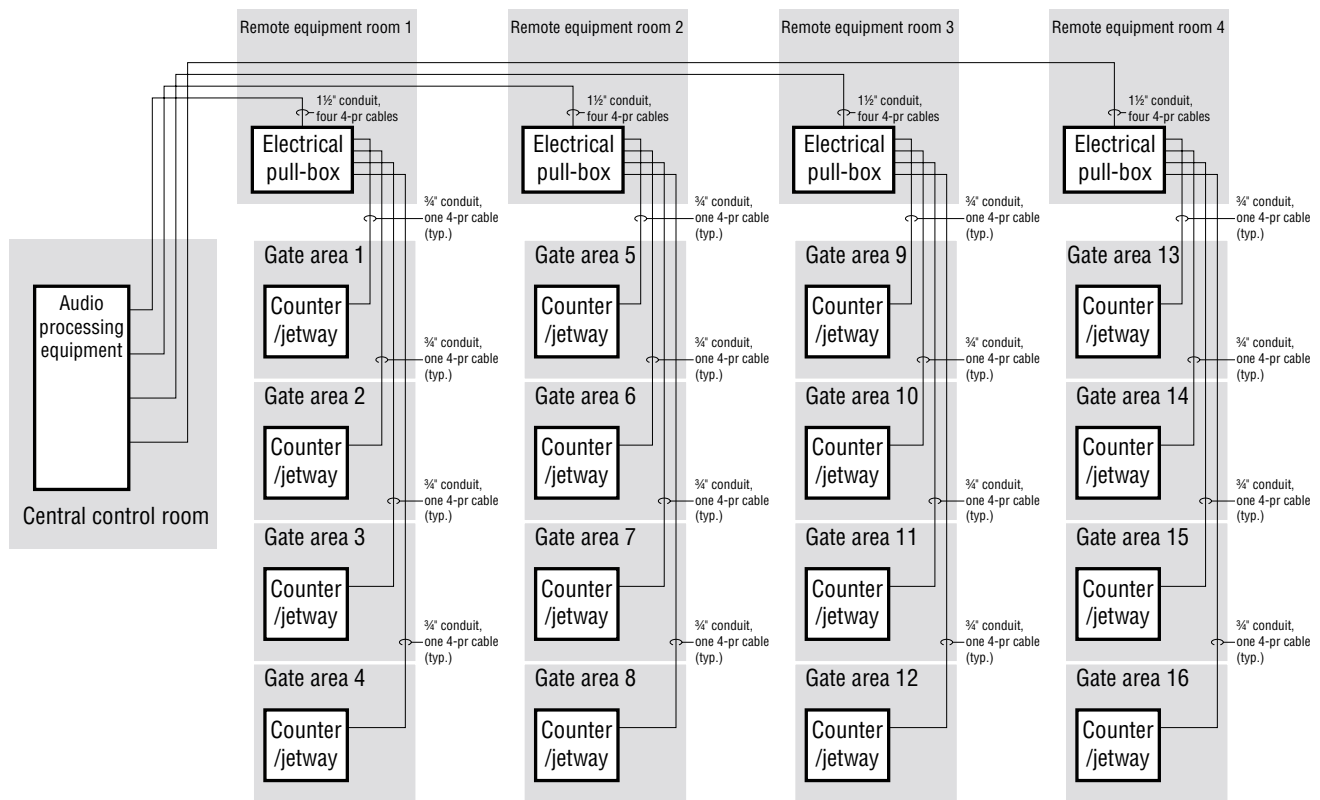 Remote equipment room 1
Remote equipment room 2
Remote equipment room 3
Remote equipment room 4
1½" conduit,
four 4-pr cables
1½" conduit,
four 4-pr cables
1½" conduit,
four 4-pr cables
1½" conduit,
four 4-pr cables
Electrical
pull-box
Electrical
pull-box
Electrical
pull-box
Electrical
pull-box
¾" conduit,
one 4-pr cable
(typ.)
¾" conduit,
one 4-pr cable
(typ.)
¾" conduit,
one 4-pr cable
(typ.)
¾" conduit,
one 4-pr cable
(typ.)
Gate area 1
Gate area 5
Gate area 9
Gate area 13
Audio
processing
equipment
Counter
/jetway
Counter
/jetway
Counter
/jetway
Counter
/jetway
¾" conduit,
one 4-pr cable
(typ.)
¾" conduit,
one 4-pr cable
(typ.)
¾" conduit,
one 4-pr cable
(typ.)
¾" conduit,
one 4-pr cable
(typ.)
Gate area 2
Gate area 6
Gate area 10
Gate area 14
Counter
/jetway
Counter
/jetway
Counter
/jetway
Counter
/jetway
Central control room
¾" conduit,
one 4-pr cable
(typ.)
¾" conduit,
one 4-pr cable
(typ.)
¾" conduit,
one 4-pr cable
(typ.)
¾" conduit,
one 4-pr cable
(typ.)
Gate area 3
Gate area 7
Gate area 11
Gate area 15
Counter
/jetway
Counter
/jetway
Counter
/jetway
Counter
/jetway
¾" conduit,
one 4-pr cable
(typ.)
¾" conduit,
one 4-pr cable
(typ.)
¾" conduit,
one 4-pr cable
(typ.)
¾" conduit,
one 4-pr cable
(typ.)
Gate area 4
Gate area 8
Gate area 12
Gate area 16
Counter
/jetway
Counter
/jetway
Counter
/jetway
Counter
/jetway